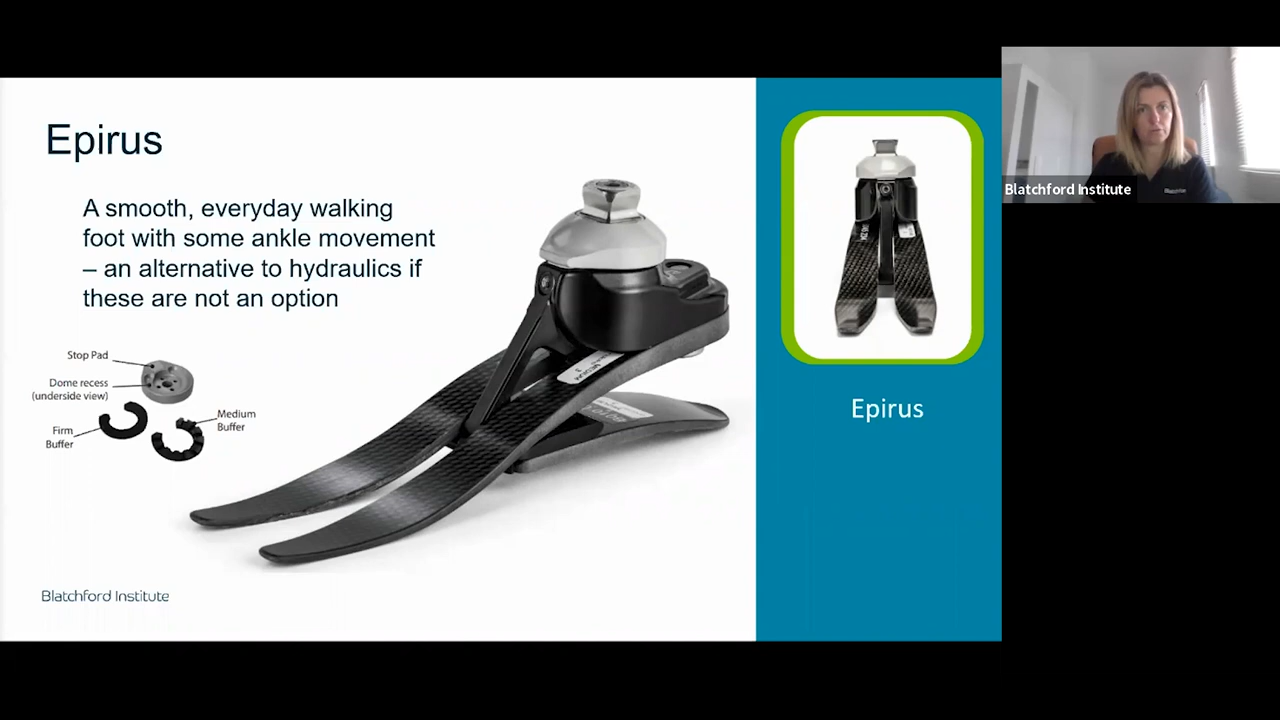 Epirus
A smooth, everyday walking
foot with some ankle movement
– an alternative to hydraulics if
these are not an option
Stop Pad
Dome recess
(underside view)
Firm
Buffer
Medium
Buffer
Blatchford Institute
Epirus
Blatchford Institute